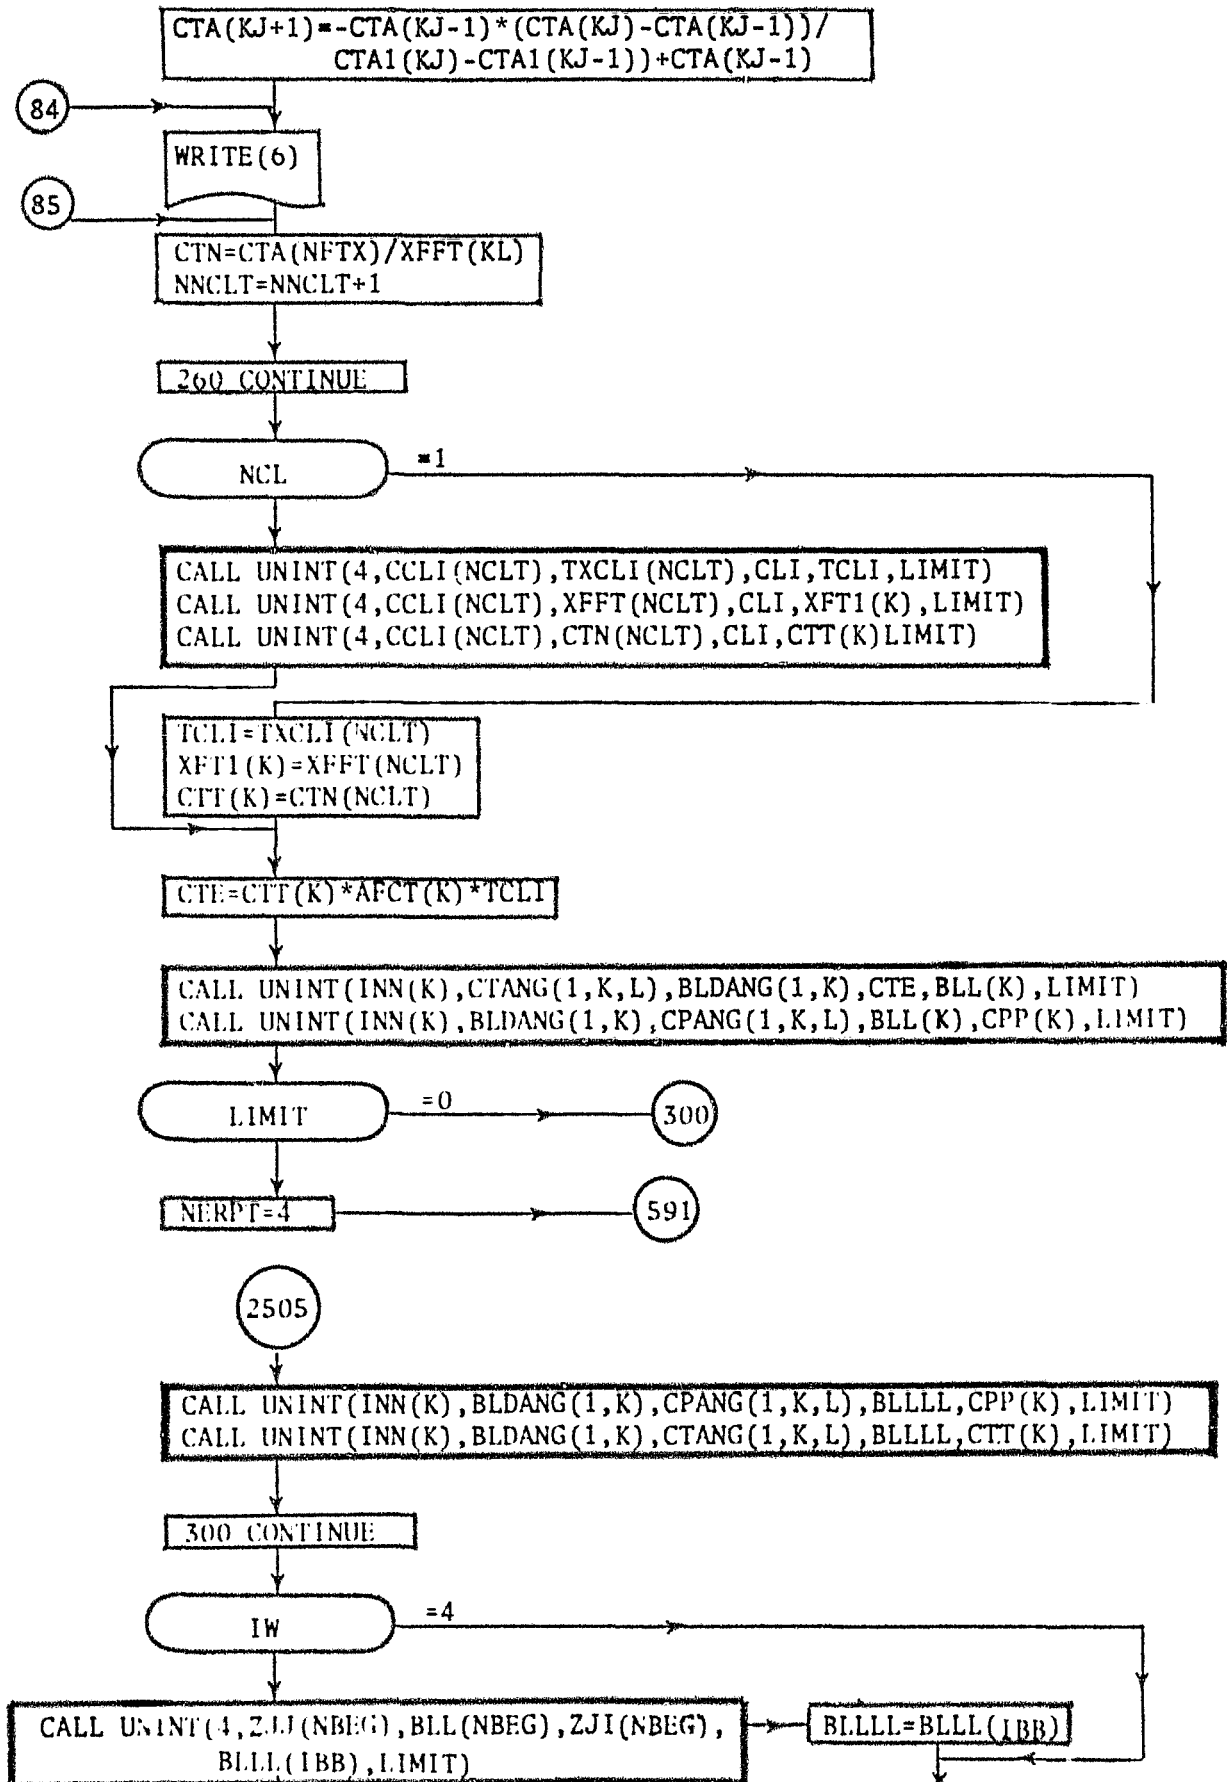 CTA(KJ+1)=-CTA(KJ-1)*(CTA(KJ)-CTA(KJ-1))/
CTA1(KJ)-CTA1(KJ-1))+CTA(KJ-1)
84
WRITE(6)
85
CTN=CTA(NFTX)/XFFT(KL)
NNCLT=NNCLT+1
260 CONTINUE
NCL
=1
CALL UNINT(4,CCLI(NCLT),TXCLI(NCLT),CLI,TCLI,LIMIT)
CALL UNINT(4,CCLI(NCLT),XFFT(NCLT),CLI,XFT1(K),LIMIT)
CALL UNINT(4,CCLI(NCLT),CTN(NCLT),CLI,CTT(K)LIMIT)
TCLI=TXCLI(NCLT)
XFT1(K)=XFFT(NCLT)
CTT(K)=CTN(NCLT)
CTE=CTT(K)*AFCT(K)*TCLI
CALL UNINT(INN(K),CTANG(1,K,L),BLDANG(1,K),CTE,BLL(K),LIMIT)
CALL UNINT(INN(K),BLDANG(1,K),CPANG(1,K,L),BLL(K),CPP(K),LIMIT)
LIMIT
=0
300
NERPT=4
591
2505
CALL UNINT(INN(K),BLDANG(1,K),CPANG(1,K,L),BLLLL,CPP(K),LIMIT)
CALL UNINT(INN(K),BLDANG(1,K),CTANG(1,K,L),BLLLL,CTT(K),LIMIT)
300 CONTINUE
IW
=4
CALL UNINT(4,ZJJ(NBEG),BLL(NBEG),ZJI(NBEG),
BLLL(IBB),LIMIT)
BLLLL=BLLL(IBB)